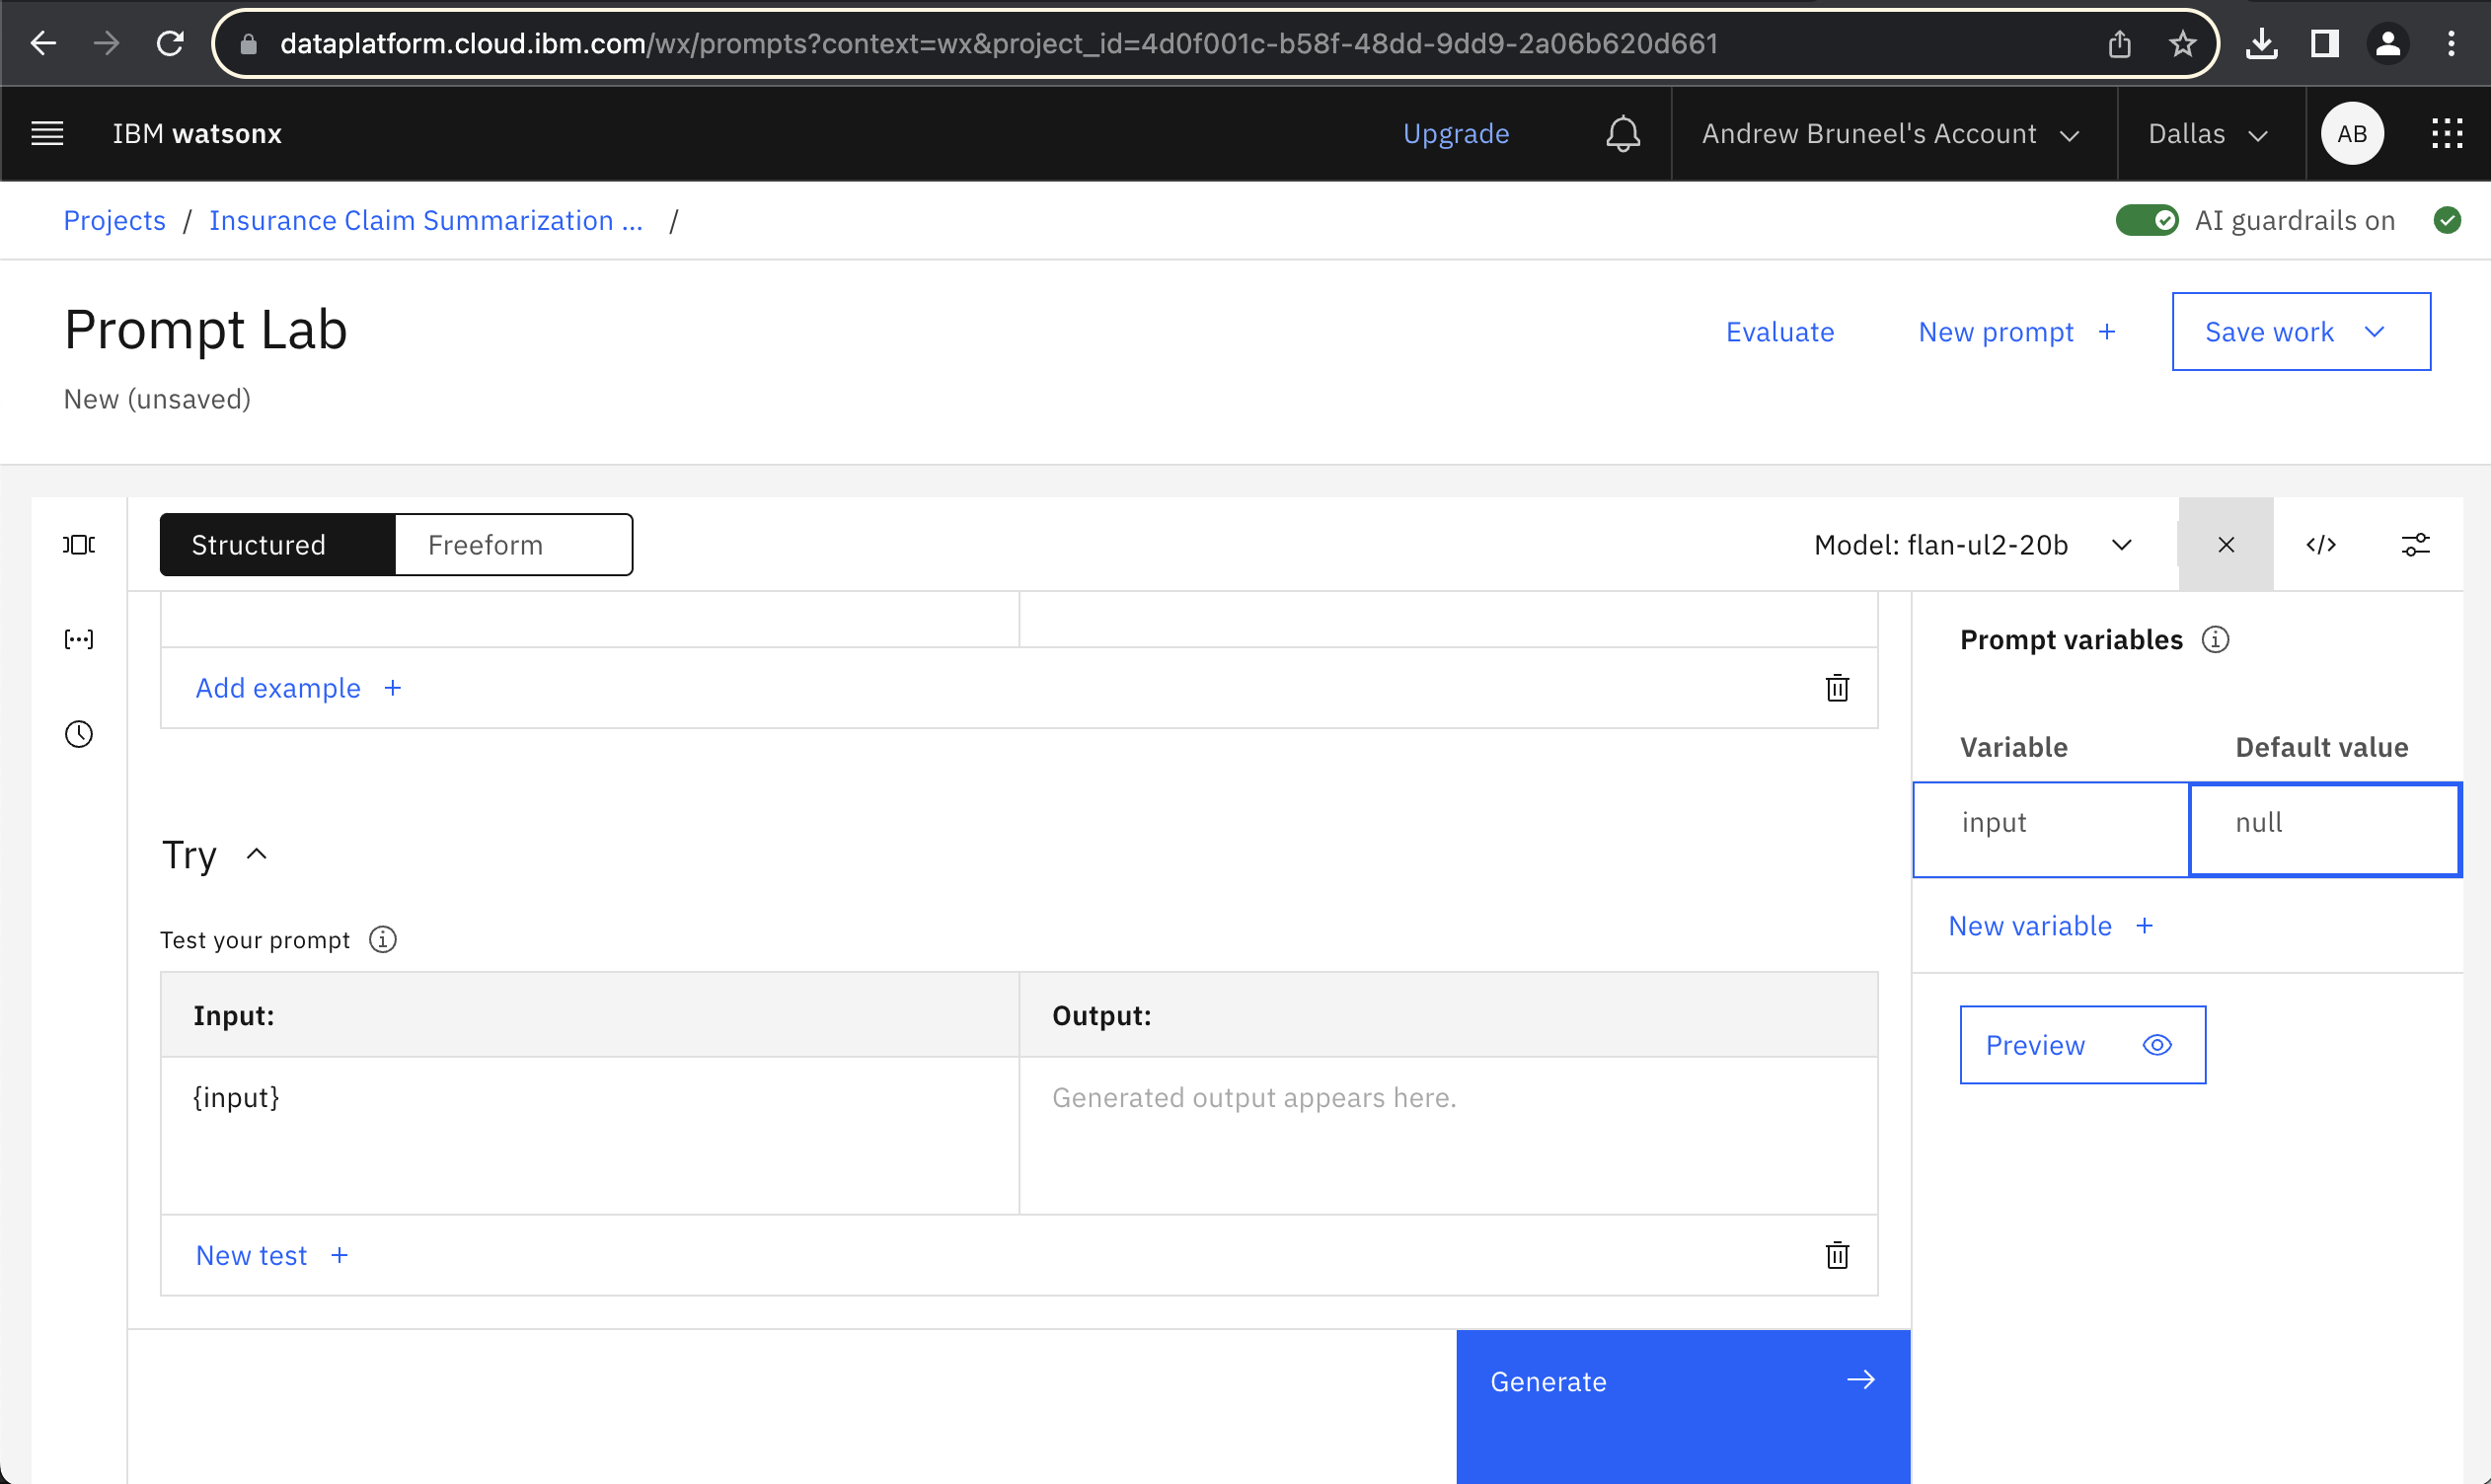 dataplatform.cloud.ibm.com/wx/prompts?context=wx&project_id=4d0f001c-b58f-48dd-9dd9-2a06b620d661
IBM watsonx
Upgrade
Andrew Bruneel's Account
Dallas
AB
Projects / Insurance Claim Summarization ... /
AI guardrails on
Prompt Lab
Evaluate
New prompt +
Save work
New (unsaved)
Structured
Freeform
Model: flan-ul2-20b
</>
Add example +
Prompt variables
Variable
Default value
input
null
New variable +
Preview
Try
Test your prompt
Input:
Output:
{input}
Generated output appears here.
New test +
Generate